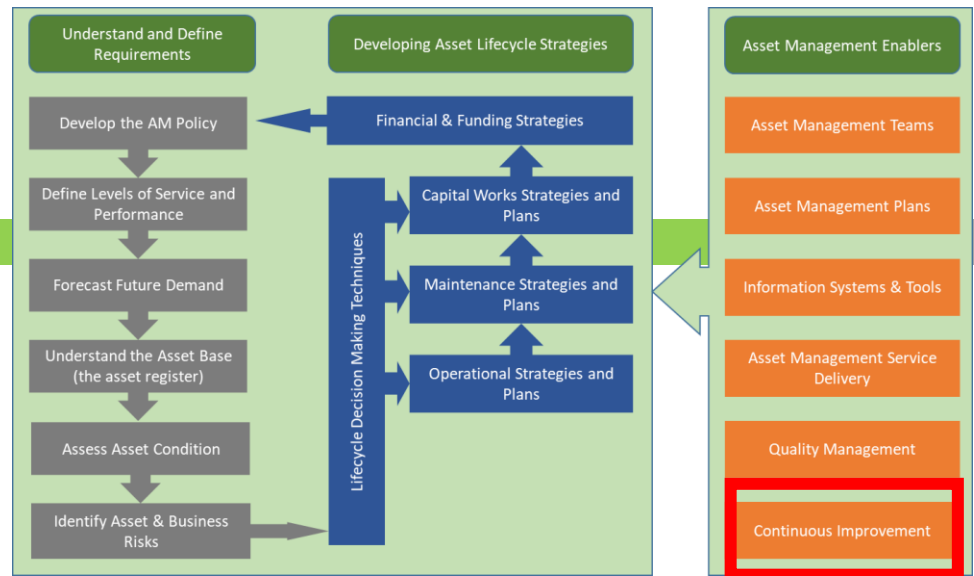 Understand and Define
Requirements
Develop the AM Policy
Define Levels of Service and
Performance
Forecast Future Demand
Understand the Asset Base
(the asset register)
Assess Asset Condition
Identify Asset & Business
Risks
Developing Asset Lifecycle Strategies
Financial & Funding Strategies
Lifecycle Decision Making Techniques
Capital Works Strategies and
Plans
Maintenance Strategies and
Plans
Operational Strategies and
Plans
Asset Management Enablers
Asset Management Teams
Asset Management Plans
Information Systems & Tools
Asset Management Service
Delivery
Quality Management
Continuous Improvement